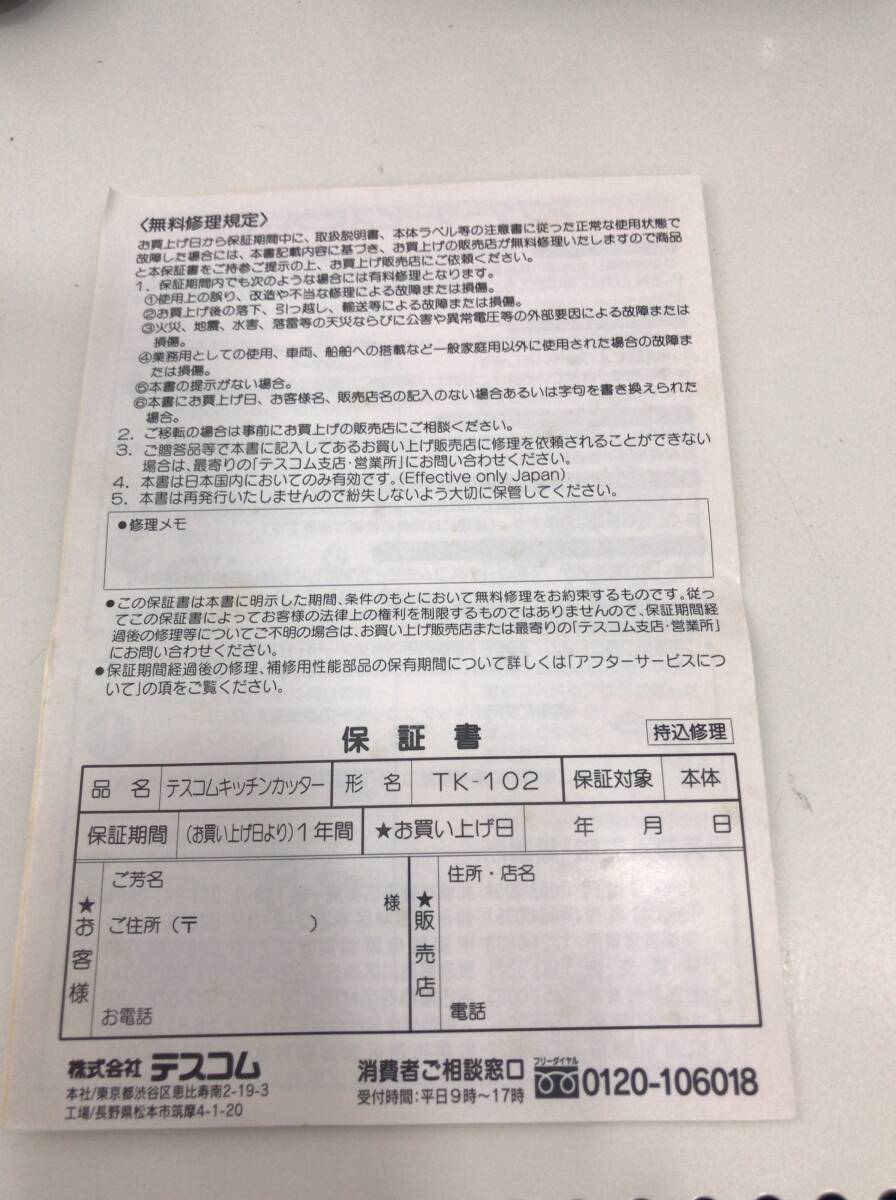 〈無料修理規定〉
お買上げ日から保証期間中に、取扱説明書、本体ラベル等の注意書に従った正常な使用状態で
故障した場合には、本書記載内容に基づき、お買上げの販売店が無料修理いたしますので商品
と本保証書をご持参ご提示の上、お買上げ販売店にご依頼ください。
1．保証期間内でも次のような場合には有料修理となります。
①使用上の誤り、改造や不当な修理による故障または損傷。
②お買上げ後の落下、引っ越し、輸送等による故障または損傷。
③火災、地震、水害、落雷等の天災ならびに公害や異常電圧等の外部要因による故障または
損傷。
④業務用としての使用、車両、船舶への搭載など一般家庭用以外に使用された場合の故障ま
たは損傷。
⑤本書の提示がない場合。
⑥本書にお買上げ日、お客様名、販売店名の記入のない場合あるいは字句を書き換えられた
場合。
2．ご移転の場合は事前にお買上げの販売店にご相談ください。
3．ご贈答品等で本書に記入してあるお買い上げ販売店に修理を依頼されることができない
場合は、最寄りの「テスコム支店・営業所」にお問い合わせください。
4．本書は日本国内においてのみ有効です。(Effective only Japan)
5．本書は再発行いたしませんので紛失しないよう大切に保管してください。
●修理メモ
●この保証書は本書に明示した期間、条件のもとにおいて無料修理をお約束するものです。従っ
てこの保証書によってお客様の法律上の権利を制限するものではありませんので、保証期間経
過後の修理等についてご不明の場合は、お買い上げ販売店または最寄りの「テスコム支店・営業所」
にお問い合わせください。
●保証期間経過後の修理、補修用性能部品の保有期間について詳しくは「アフターサービスにつ
いて」の項をご覧ください。
保証書 持込修理
品名 テスコムキッチンカッター 形名 TK-102 保証対象 本体
保証期間 (お買い上げ日より)1年間 ★お買い上げ日 年 月 日
★お客様
ご芳名 様
ご住所(〒 )
お電話
★販売店
住所・店名
電話
株式会社 テスコム
本社/東京都渋谷区恵比寿南2-19-3
工場/長野県松本市筑摩4-1-20
消費者ご相談窓口 フリーダイヤル 0120-106018
受付時間:平日9時〜17時